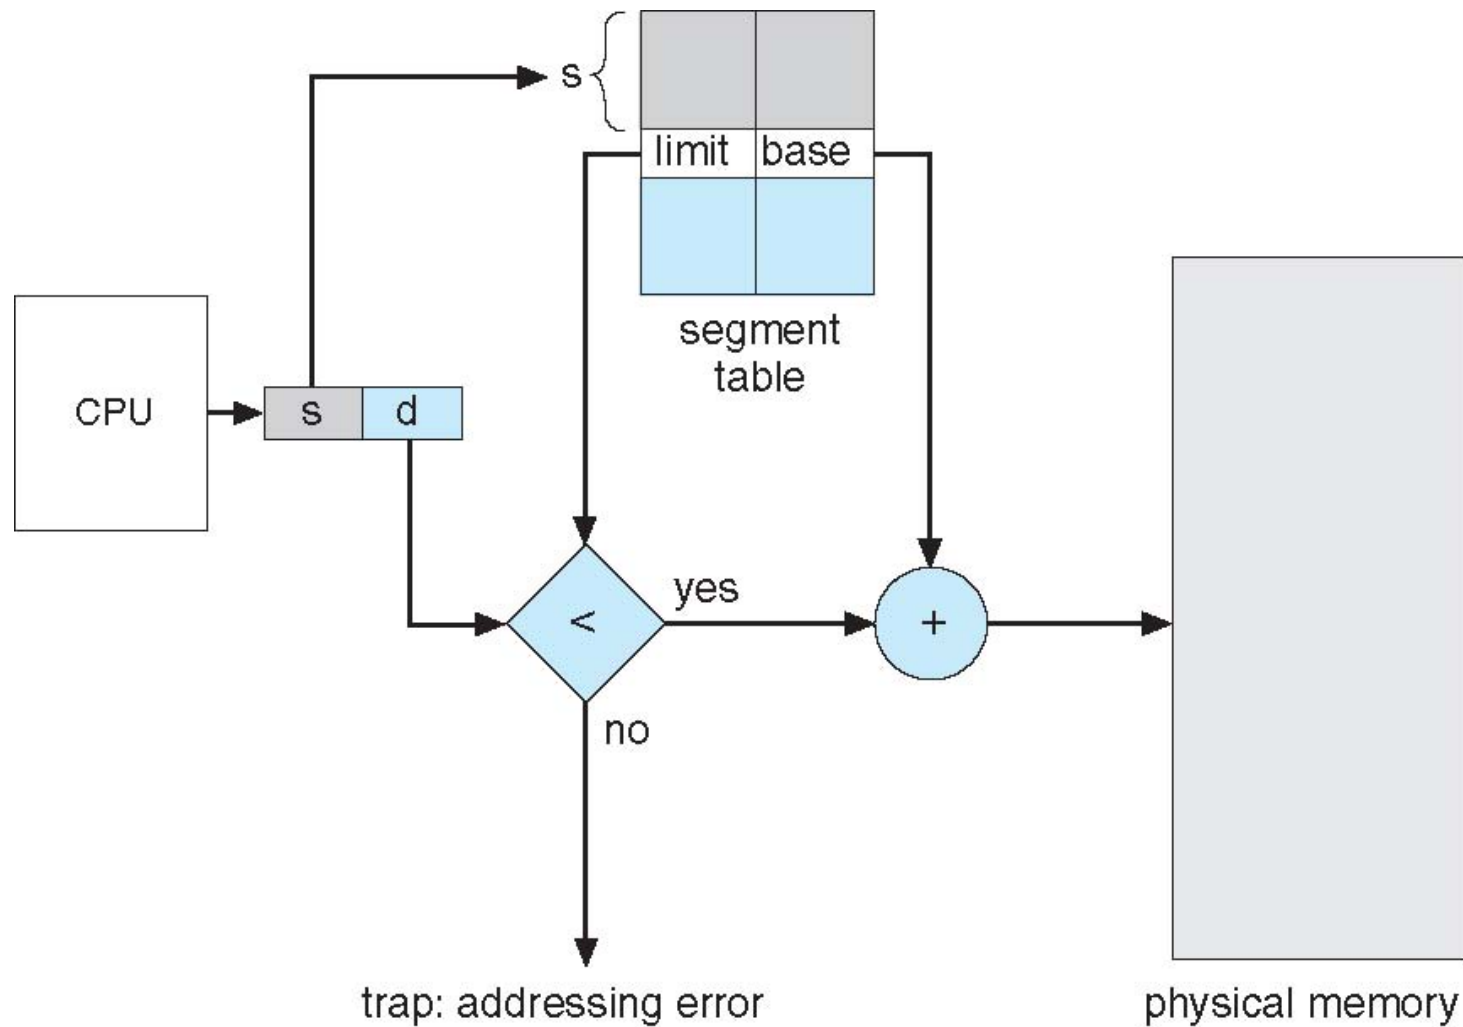 s
limit base
segment
table
CPU
s d
yes
<
+
no
trap: addressing error
physical memory